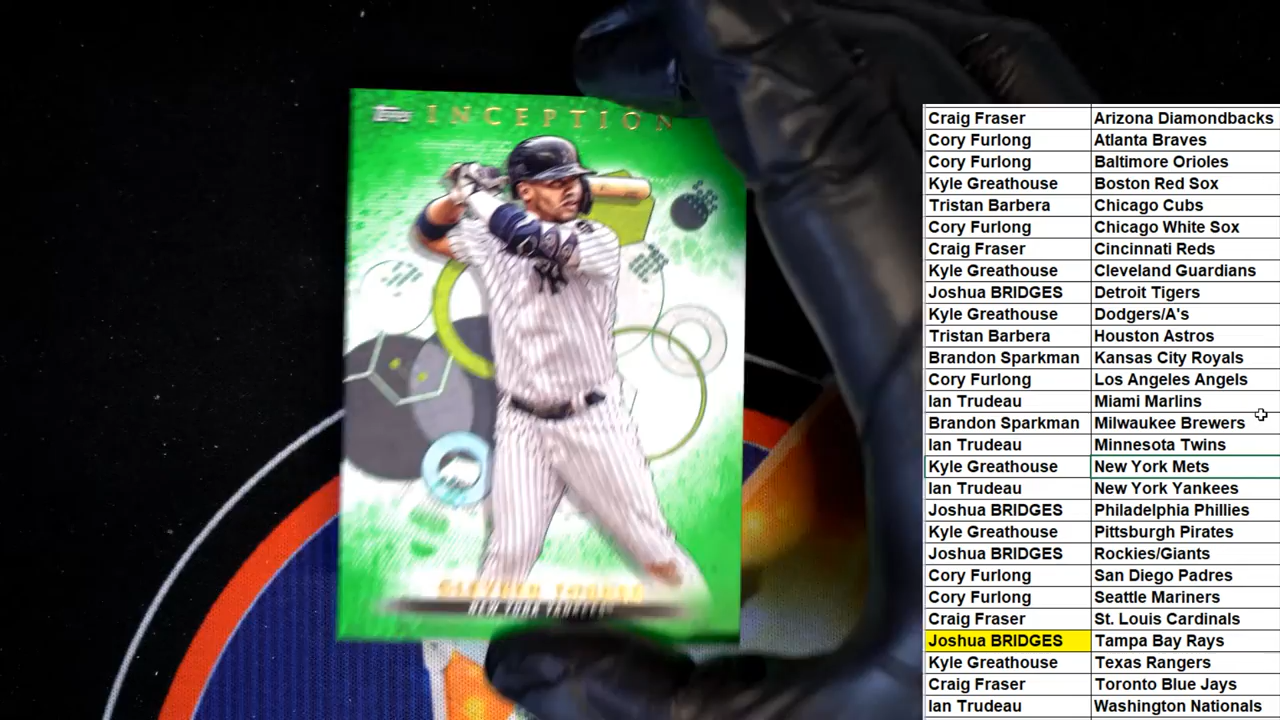 Topps INCEPTION
GLEYBER TORRES
NEW YORK YANKEES
Craig Fraser Arizona Diamondbacks
Cory Furlong Atlanta Braves
Cory Furlong Baltimore Orioles
Kyle Greathouse Boston Red Sox
Tristan Barbera Chicago Cubs
Cory Furlong Chicago White Sox
Craig Fraser Cincinnati Reds
Kyle Greathouse Cleveland Guardians
Joshua BRIDGES Detroit Tigers
Kyle Greathouse Dodgers/A's
Tristan Barbera Houston Astros
Brandon Sparkman Kansas City Royals
Cory Furlong Los Angeles Angels
Ian Trudeau Miami Marlins
Brandon Sparkman Milwaukee Brewers
Ian Trudeau Minnesota Twins
Kyle Greathouse New York Mets
Ian Trudeau New York Yankees
Joshua BRIDGES Philadelphia Phillies
Kyle Greathouse Pittsburgh Pirates
Joshua BRIDGES Rockies/Giants
Cory Furlong San Diego Padres
Cory Furlong Seattle Mariners
Craig Fraser St. Louis Cardinals
Joshua BRIDGES Tampa Bay Rays
Kyle Greathouse Texas Rangers
Craig Fraser Toronto Blue Jays
Ian Trudeau Washington Nationals